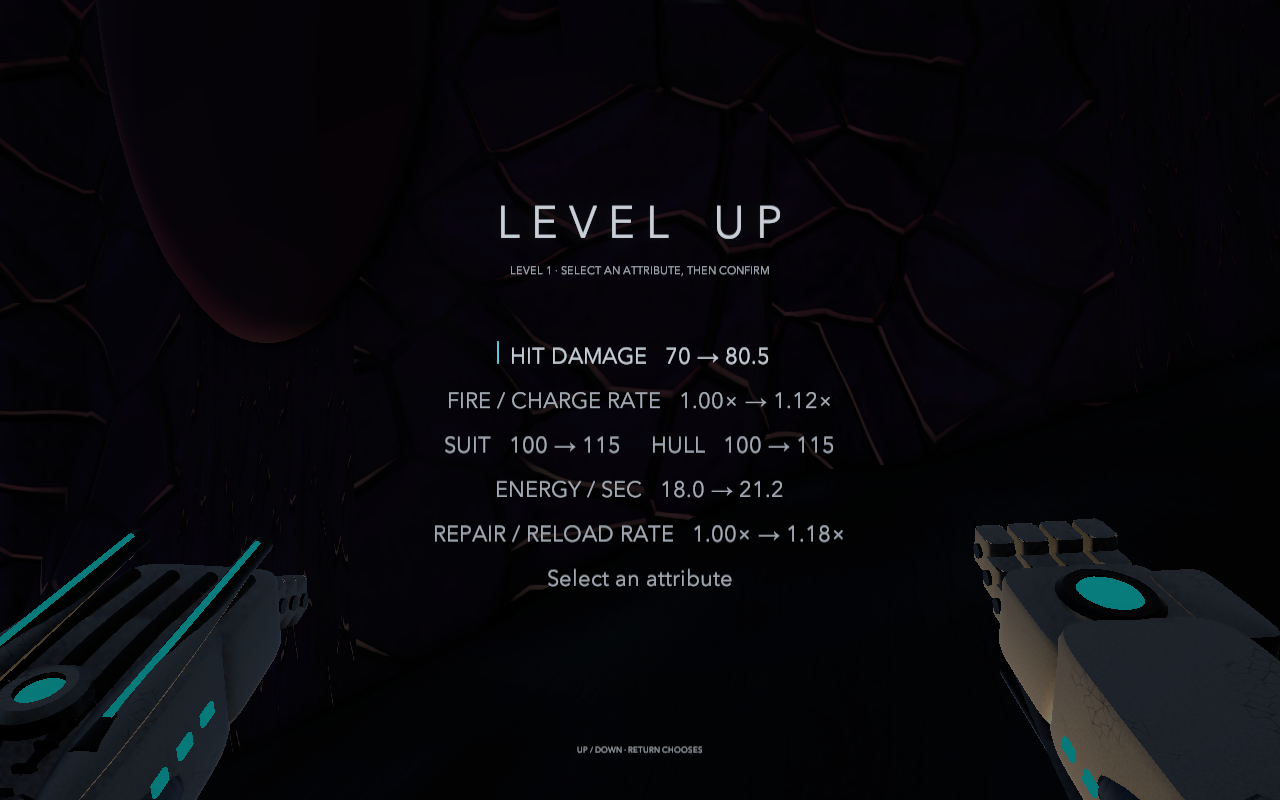 LEVEL UP
LEVEL 1 · SELECT AN ATTRIBUTE, THEN CONFIRM
HIT DAMAGE 70 → 80.5
FIRE / CHARGE RATE 1.00× → 1.12×
SUIT 100 → 115 HULL 100 → 115
ENERGY / SEC 18.0 → 21.2
REPAIR / RELOAD RATE 1.00× → 1.18×
Select an attribute
UP / DOWN · RETURN CHOOSES